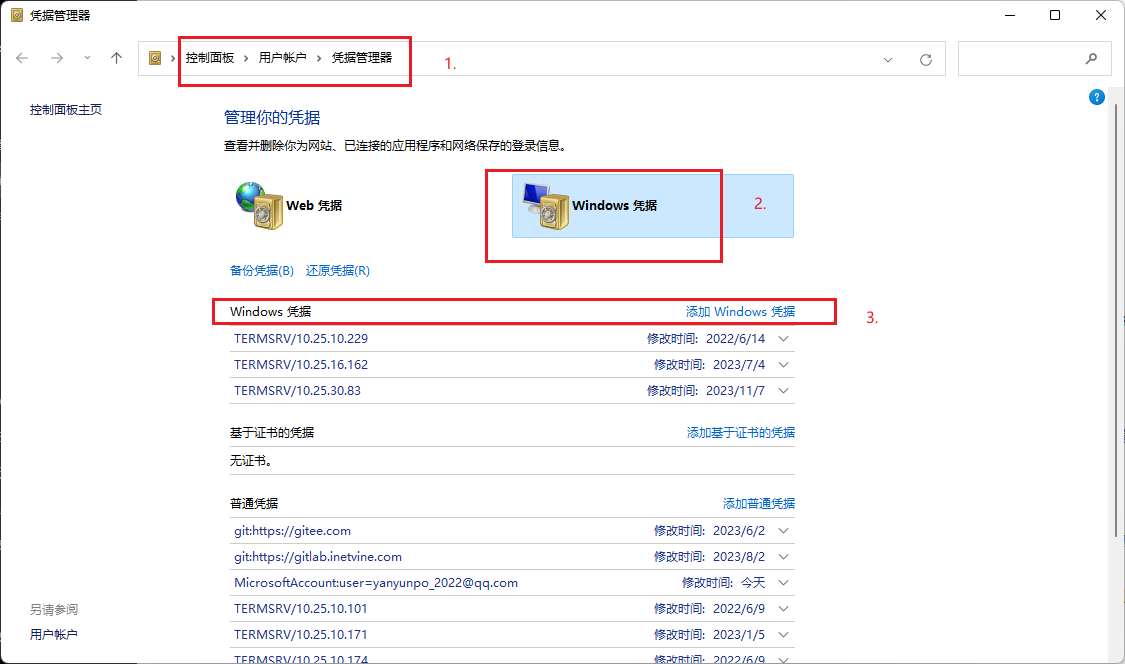 凭据管理器
控制面板 › 用户帐户 › 凭据管理器
1.
控制面板主页
管理你的凭据
查看并删除你为网站、已连接的应用程序和网络保存的登录信息。
Web 凭据
Windows 凭据
2.
备份凭据(B) 还原凭据(R)
Windows 凭据 添加 Windows 凭据
3.
TERMSRV/10.25.10.229 修改时间: 2022/6/14
TERMSRV/10.25.16.162 修改时间: 2023/7/4
TERMSRV/10.25.30.83 修改时间: 2023/11/7
基于证书的凭据 添加基于证书的凭据
无证书。
普通凭据 添加普通凭据
git:https://gitee.com 修改时间: 2023/6/2
git:https://gitlab.inetvine.com 修改时间: 2023/8/2
MicrosoftAccount:user=yanyunpo_2022@qq.com 修改时间: 今天
TERMSRV/10.25.10.101 修改时间: 2022/6/9
TERMSRV/10.25.10.171 修改时间: 2023/1/5
TERMSRV/10.25.10.174 修改时间: 2022/6/9
另请参阅
用户帐户